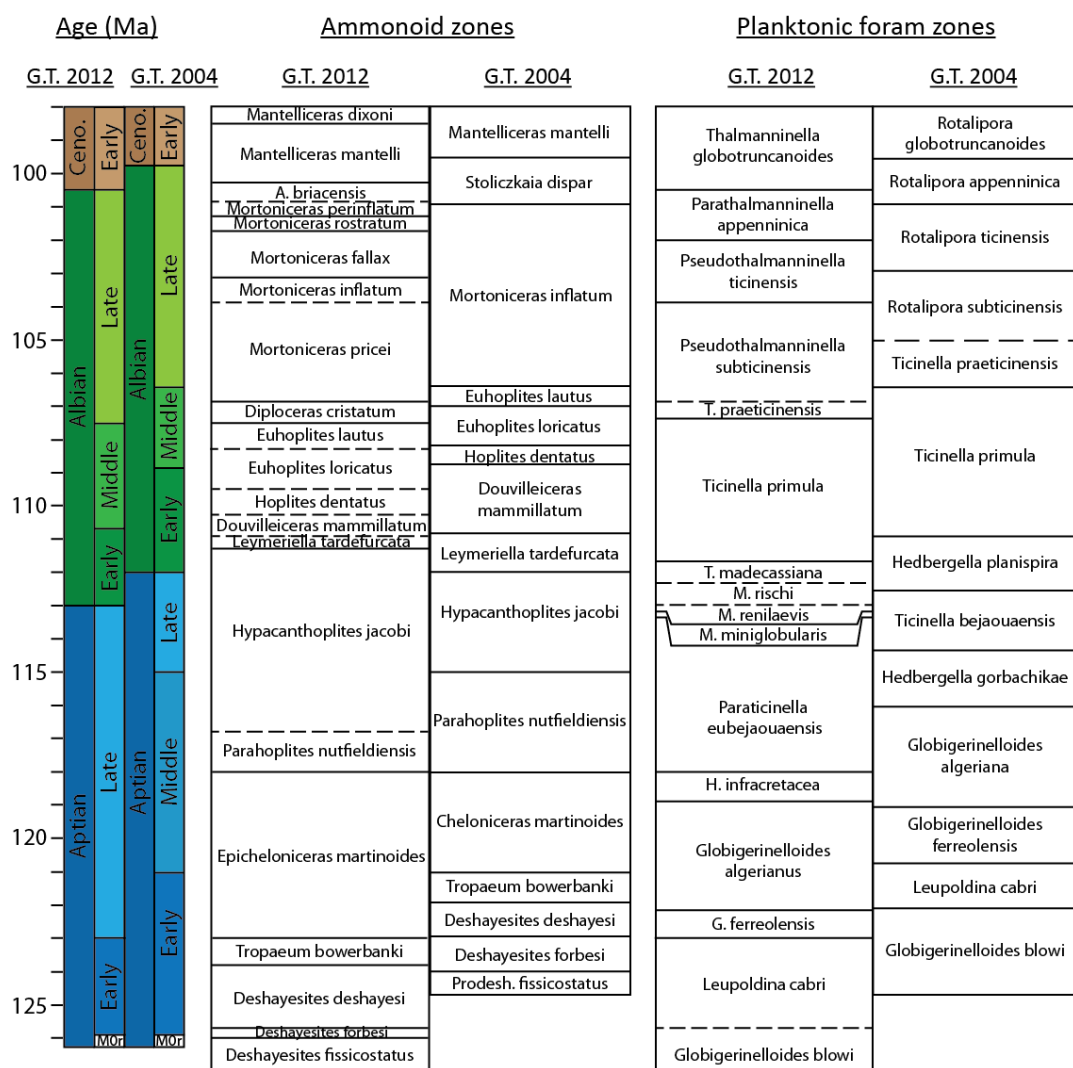 Age (Ma)
Ammonoid zones
Planktonic foram zones
G.T. 2012
G.T. 2004
G.T. 2012
G.T. 2004
G.T. 2012
G.T. 2004
100
105
110
115
120
125
Ceno.
Albian
Aptian
Early
Late
Middle
Early
Late
Early
M0r
Ceno.
Albian
Aptian
Early
Late
Middle
Early
Late
Middle
Early
M0r
Mantelliceras dixoni
Mantelliceras mantelli
A. briacensis
Mortoniceras perinflatum
Mortoniceras rostratum
Mortoniceras fallax
Mortoniceras inflatum
Mortoniceras pricei
Diploceras cristatum
Euhoplites lautus
Euhoplites loricatus
Hoplites dentatus
Douvilleiceras mammillatum
Leymeriella tardefurcata
Hypacanthoplites jacobi
Parahoplites nutfieldiensis
Epicheloniceras martinoides
Tropaeum bowerbanki
Deshayesites deshayesi
Deshayesites forbesi
Deshayesites fissicostatus
Mantelliceras mantelli
Stoliczkaia dispar
Mortoniceras inflatum
Euhoplites lautus
Euhoplites loricatus
Hoplites dentatus
Douvilleiceras
mammillatum
Leymeriella tardefurcata
Hypacanthoplites jacobi
Parahoplites nutfieldiensis
Cheloniceras martinoides
Tropaeum bowerbanki
Deshayesites deshayesi
Deshayesites forbesi
Prodesh. fissicostatus
Thalmanninella
globotruncanoides
Parathalmanninella
appenninica
Pseudothalmanninella
ticinensis
Pseudothalmanninella
subticinensis
T. praeticinensis
Ticinella primula
T. madecassiana
M. rischi
M. renilaevis
M. miniglobularis
Paraticinella
eubejaouaensis
H. infracretacea
Globigerinelloides
algerianus
G. ferreolensis
Leupoldina cabri
Globigerinelloides blowi
Rotalipora
globotruncanoides
Rotalipora appenninica
Rotalipora ticinensis
Rotalipora subticinensis
Ticinella praeticinensis
Ticinella primula
Hedbergella planispira
Ticinella bejaouaensis
Hedbergella gorbachikae
Globigerinelloides
algeriana
Globigerinelloides
ferreolensis
Leupoldina cabri
Globigerinelloides blowi